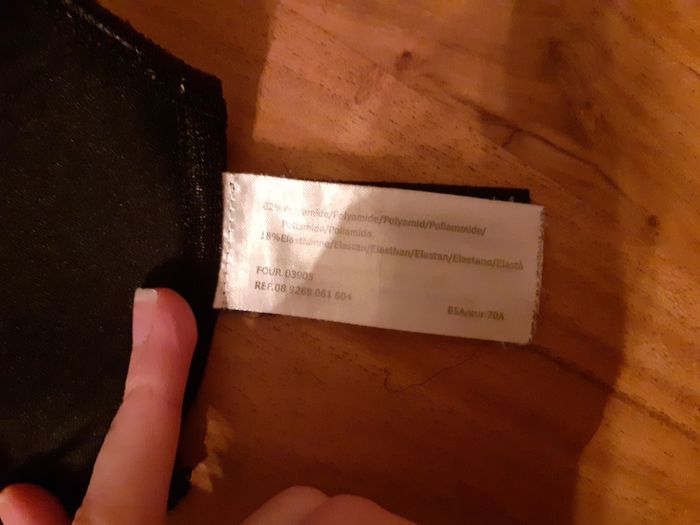 82%Polyamide/Polyamide/Polyamid/Poliammide/
Poliamida/Poliamida
18%Elasthanne/Elastan/Elasthan/Elastan/Elastano/Elastã
FOUR.03905
REF.08 9269 061 604
65A/eur 70A